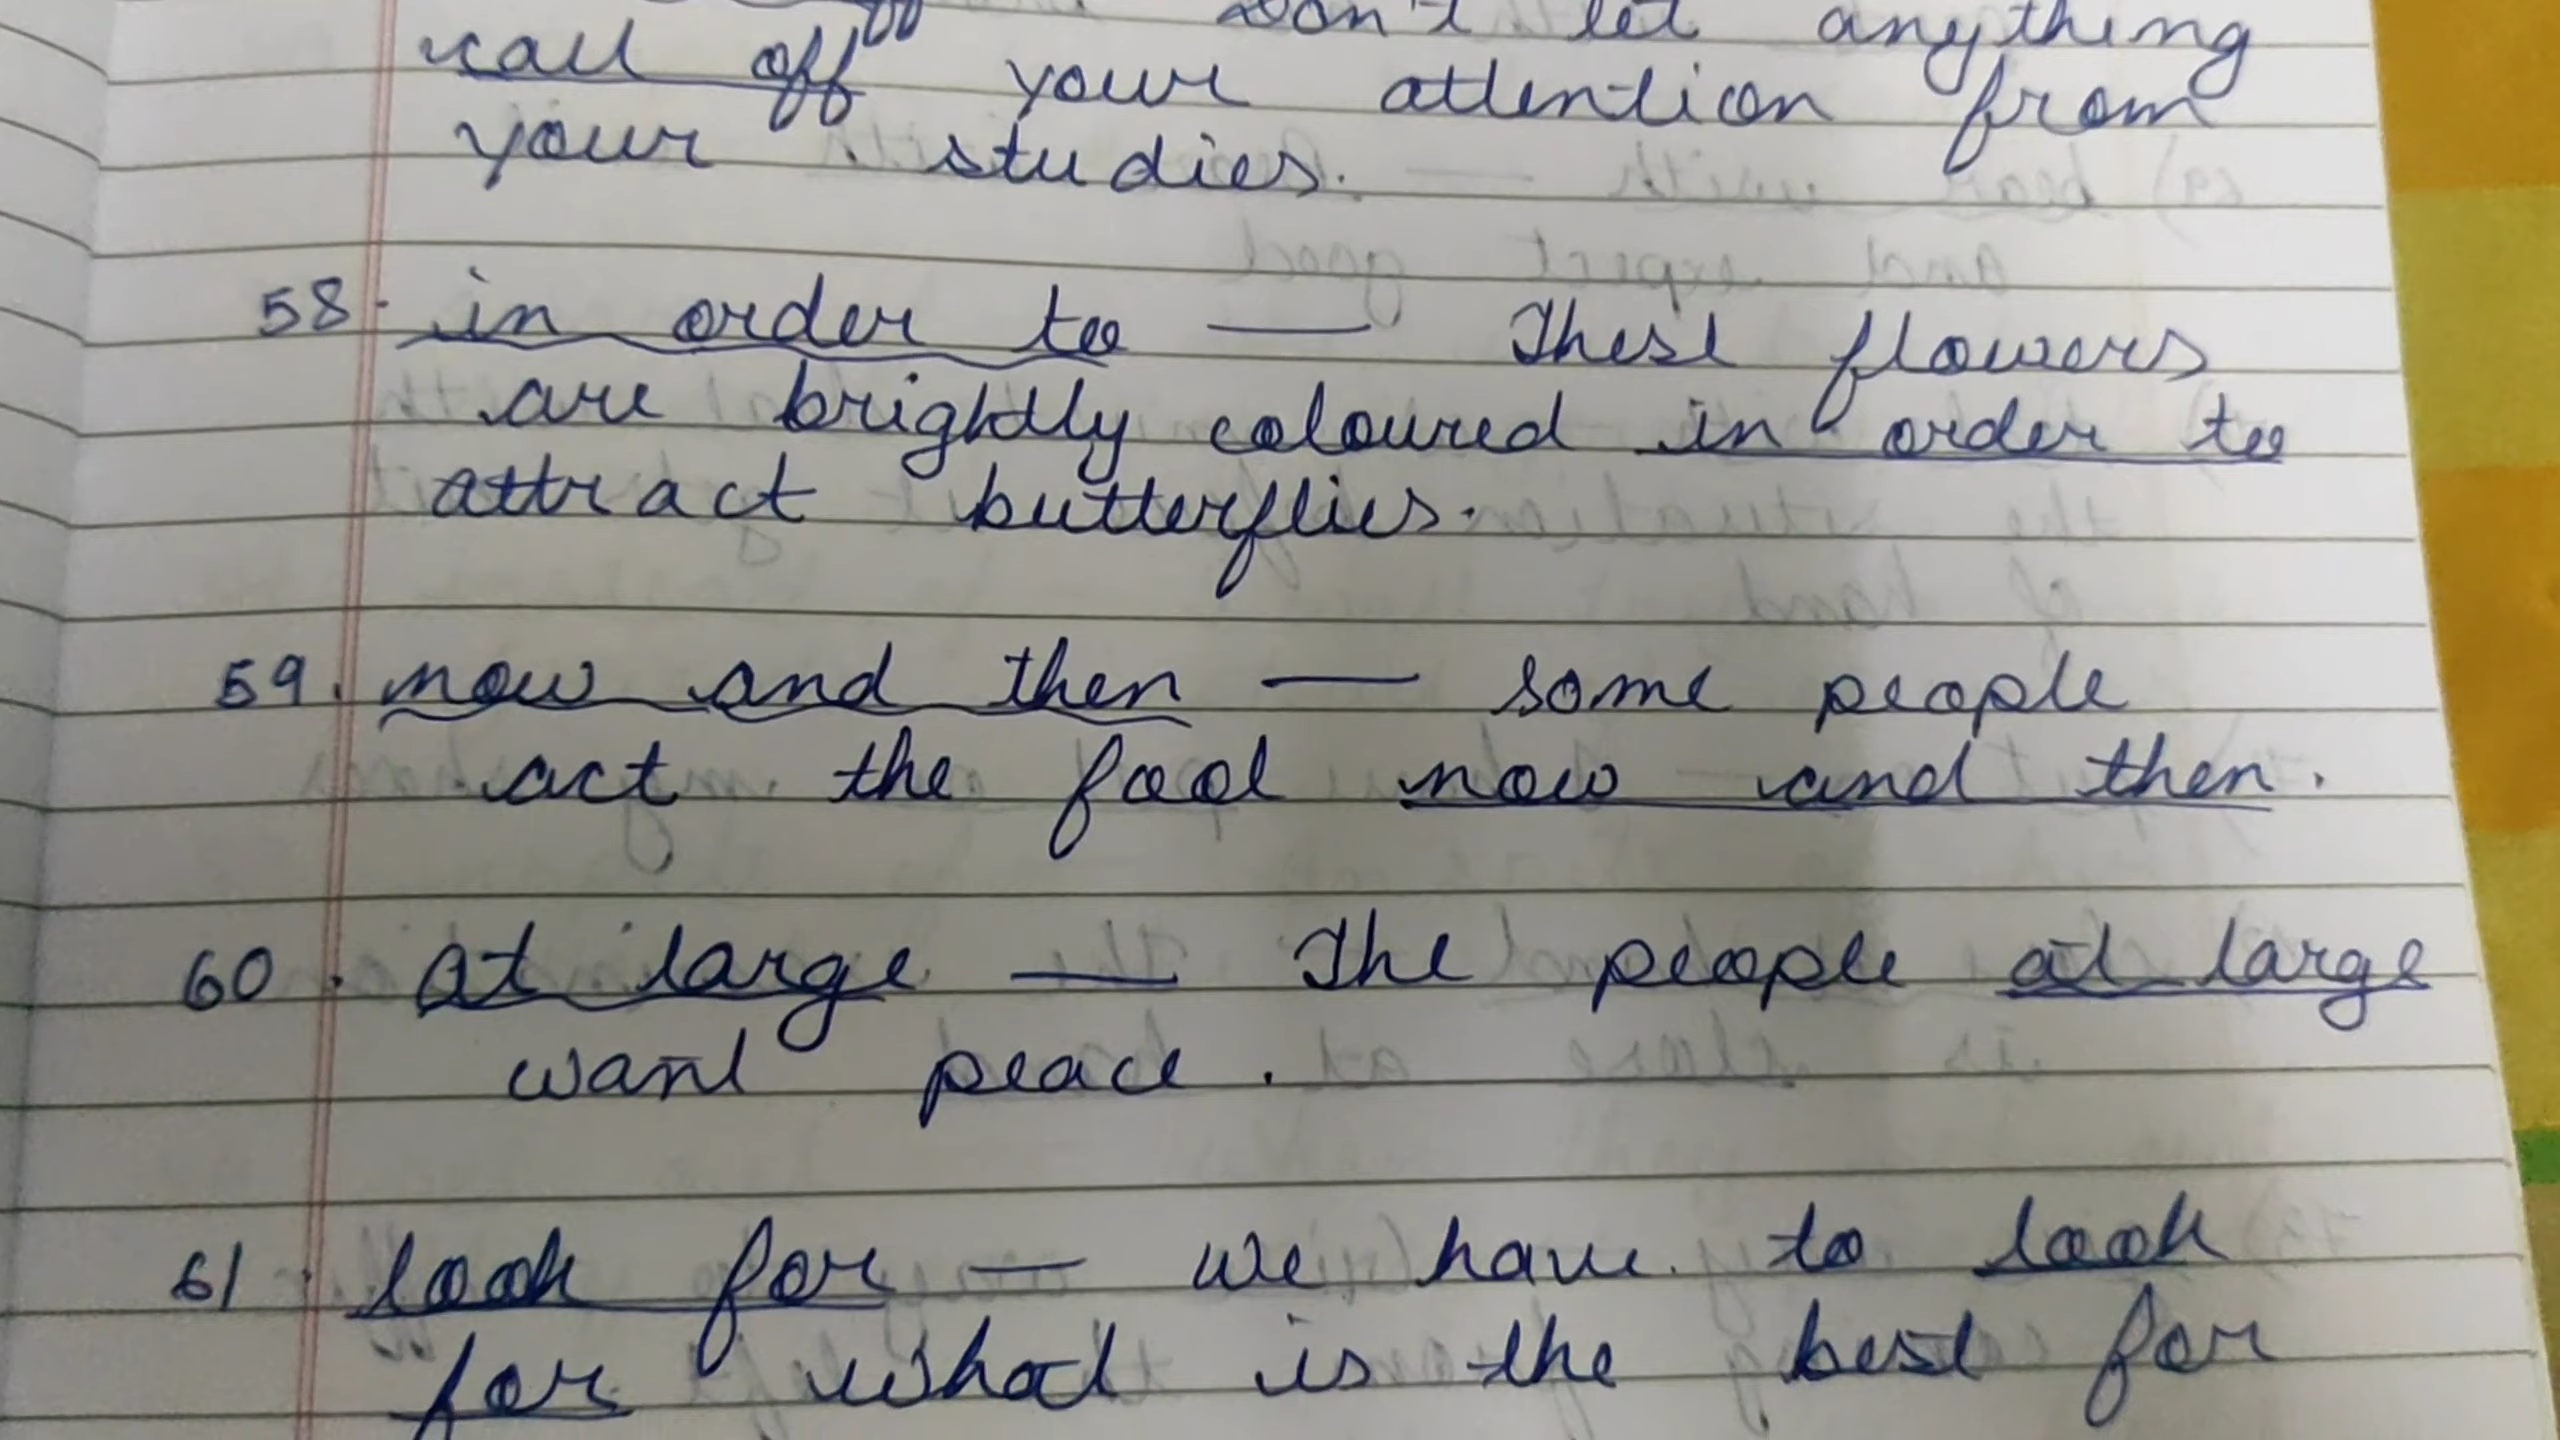 Don't let anything
call off your attention from
your studies.
58. in order to — These flowers
are brightly coloured in order to
attract butterflies.
59. now and then — some people
act the fool now and then.
60. At large — The people at large
want peace.
61. look for — we have to look
for what is the best for